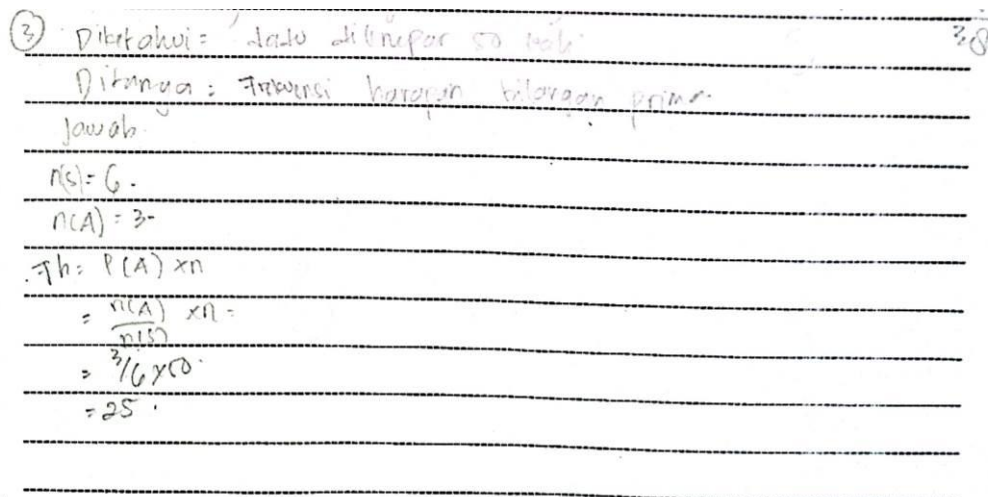 ③ Diketahui = dadu dilempar 50 kali
Ditanya : Frekuensi harapan bilangan prima.
Jawab.
n(s) = 6.
n(A) = 3
Fh = P(A) × n
= n(A)/n(S) × n =
= 3/6 × 50.
= 25.